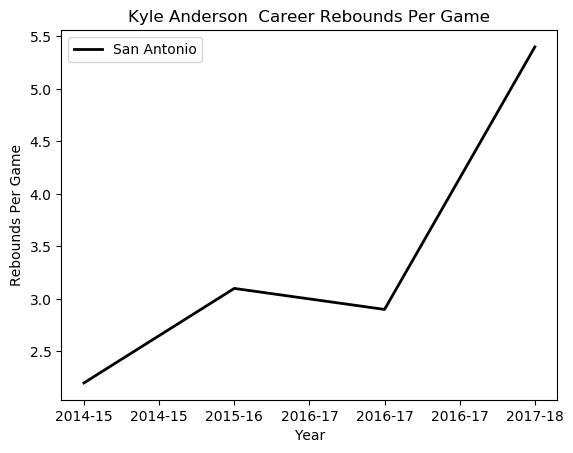 Kyle Anderson  Career Rebounds Per Game
San Antonio
5.5
5.0
4.5
4.0
3.5
3.0
2.5
Rebounds Per Game
2014-15 2014-15 2015-16 2016-17 2016-17 2016-17 2017-18
Year